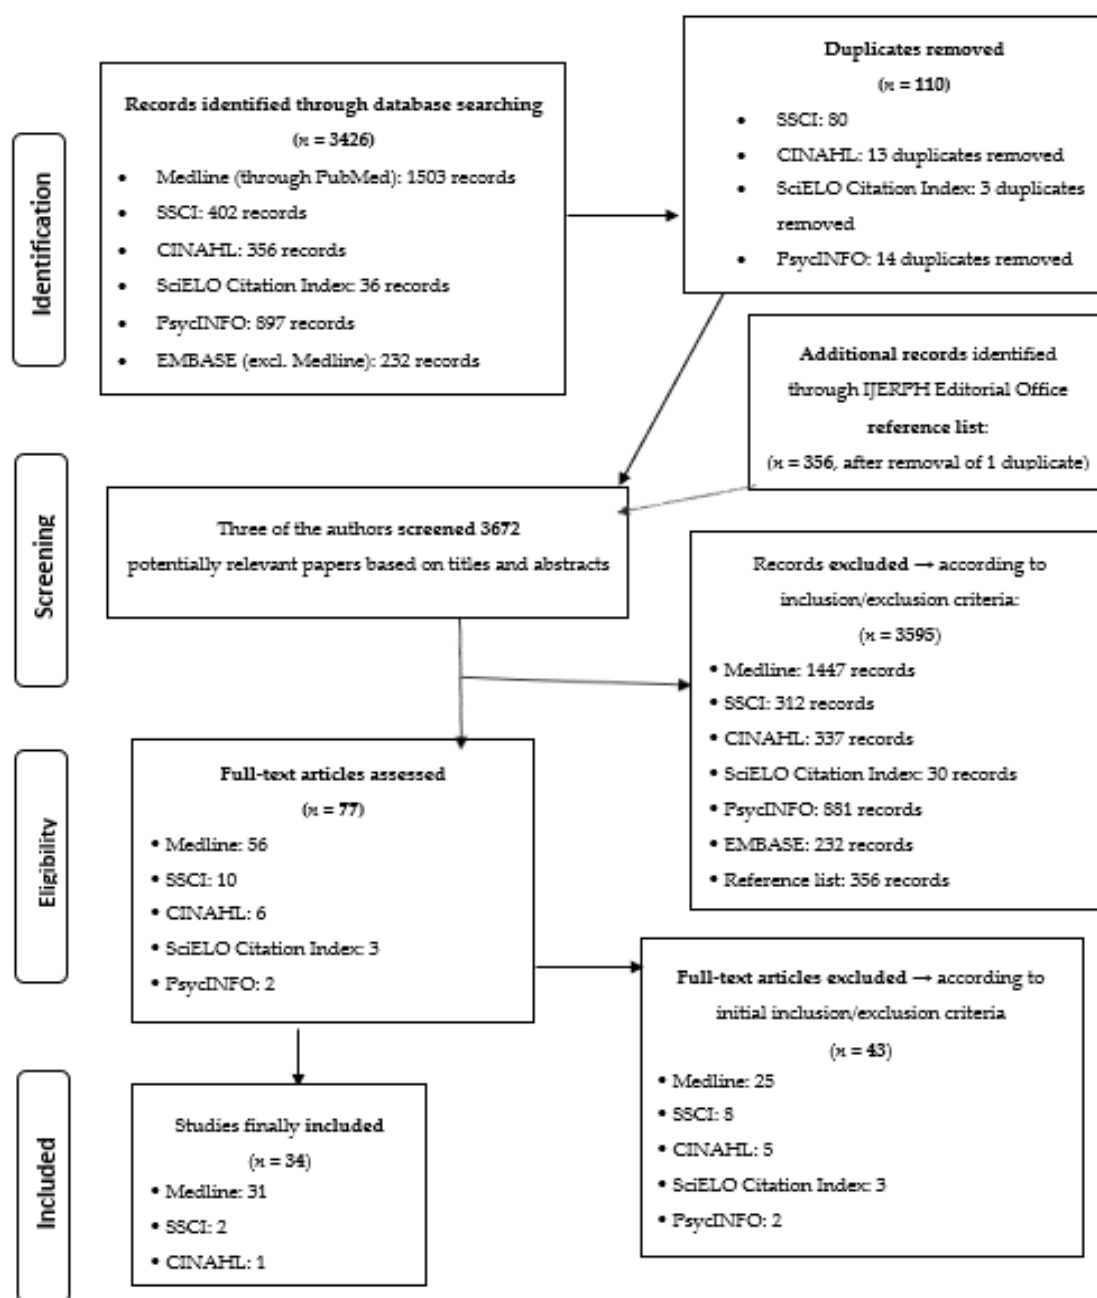 Identification
Records identified through database searching
(n = 3426)
• Medline (through PubMed): 1503 records
• SSCI: 402 records
• CINAHL: 356 records
• SciELO Citation Index: 36 records
• PsycINFO: 897 records
• EMBASE (excl. Medline): 232 records
Duplicates removed
(n = 110)
• SSCI: 80
• CINAHL: 13 duplicates removed
• SciELO Citation Index: 3 duplicates
removed
• PsycINFO: 14 duplicates removed
Additional records identified
through IJERPH Editorial Office
reference list:
(n = 356, after removal of 1 duplicate)
Screening
Three of the authors screened 3672
potentially relevant papers based on titles and abstracts
Records excluded → according to
inclusion/exclusion criteria:
(n = 3595)
• Medline: 1447 records
• SSCI: 312 records
• CINAHL: 337 records
• SciELO Citation Index: 30 records
• PsycINFO: 881 records
• EMBASE: 232 records
• Reference list: 356 records
Eligibility
Full-text articles assessed
(n = 77)
• Medline: 56
• SSCI: 10
• CINAHL: 6
• SciELO Citation Index: 3
• PsycINFO: 2
Full-text articles excluded → according to
initial inclusion/exclusion criteria
(n = 43)
• Medline: 25
• SSCI: 8
• CINAHL: 5
• SciELO Citation Index: 3
• PsycINFO: 2
Included
Studies finally included
(n = 34)
• Medline: 31
• SSCI: 2
• CINAHL: 1